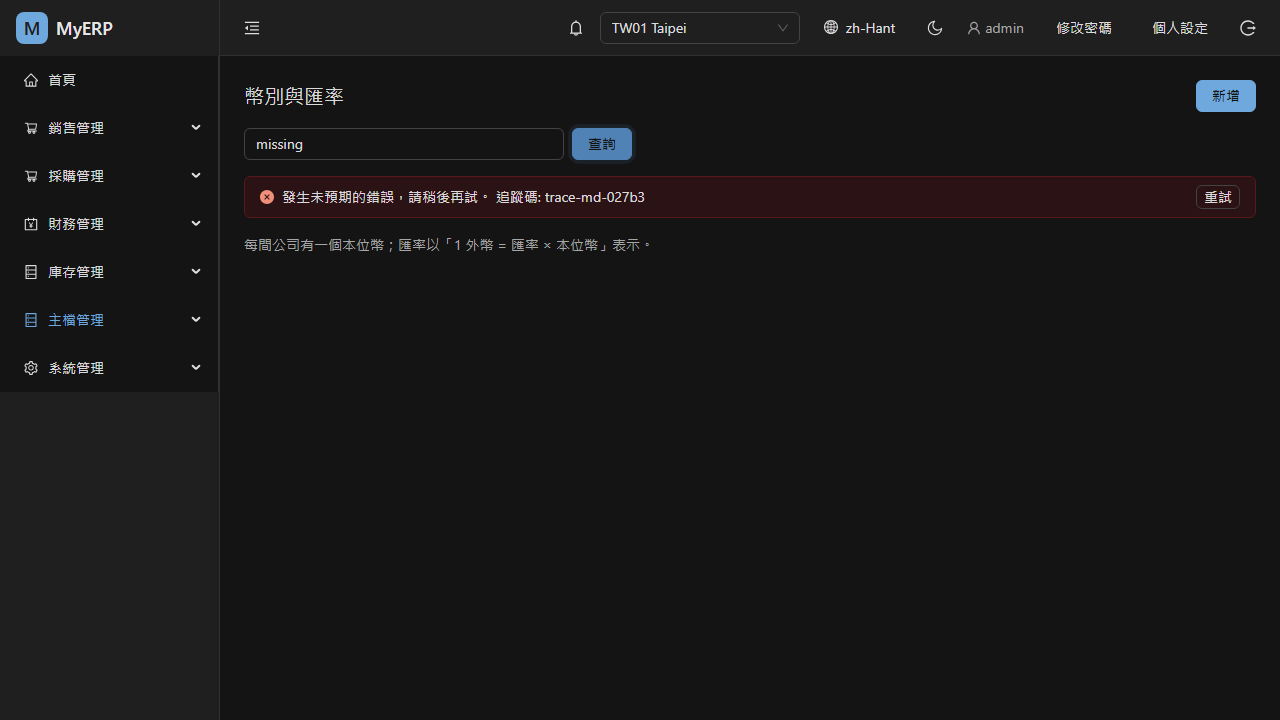 M MyERP
TW01 Taipei
zh-Hant
admin
修改密碼
個人設定
首頁
銷售管理
採購管理
財務管理
庫存管理
主檔管理
系統管理
幣別與匯率
新增
missing
查詢
發生未預期的錯誤，請稍後再試。 追蹤碼: trace-md-027b3
重試
每間公司有一個本位幣；匯率以「1 外幣 = 匯率 × 本位幣」表示。